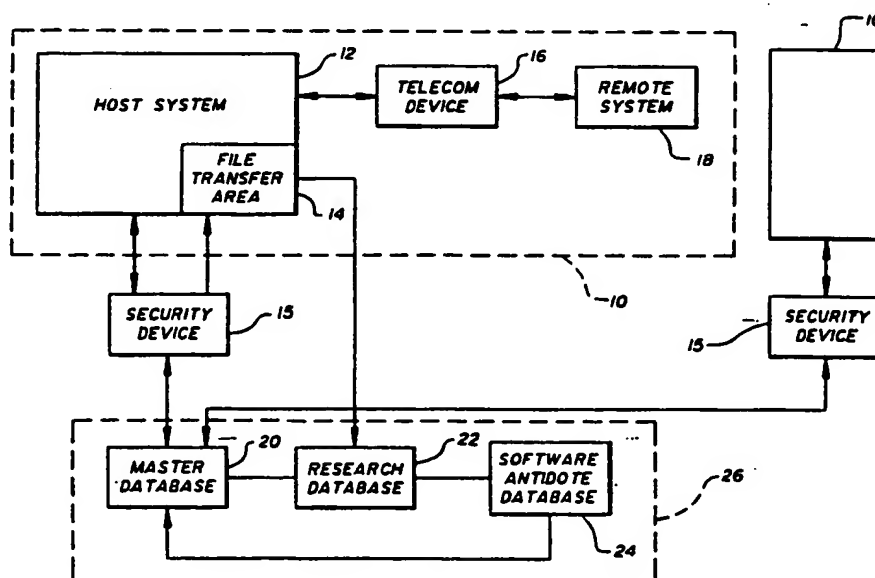 12
16
10
HOST SYSTEM
TELECOM
DEVICE
REMOTE
SYSTEM
18
FILE
TRANSFER
AREA
14
10
SECURITY
DEVICE
15
15
SECURITY
DEVICE
20
22
MASTER
DATABASE
RESEARCH
DATABASE
SOFTWARE
ANTIDOTE
DATABASE
26
24